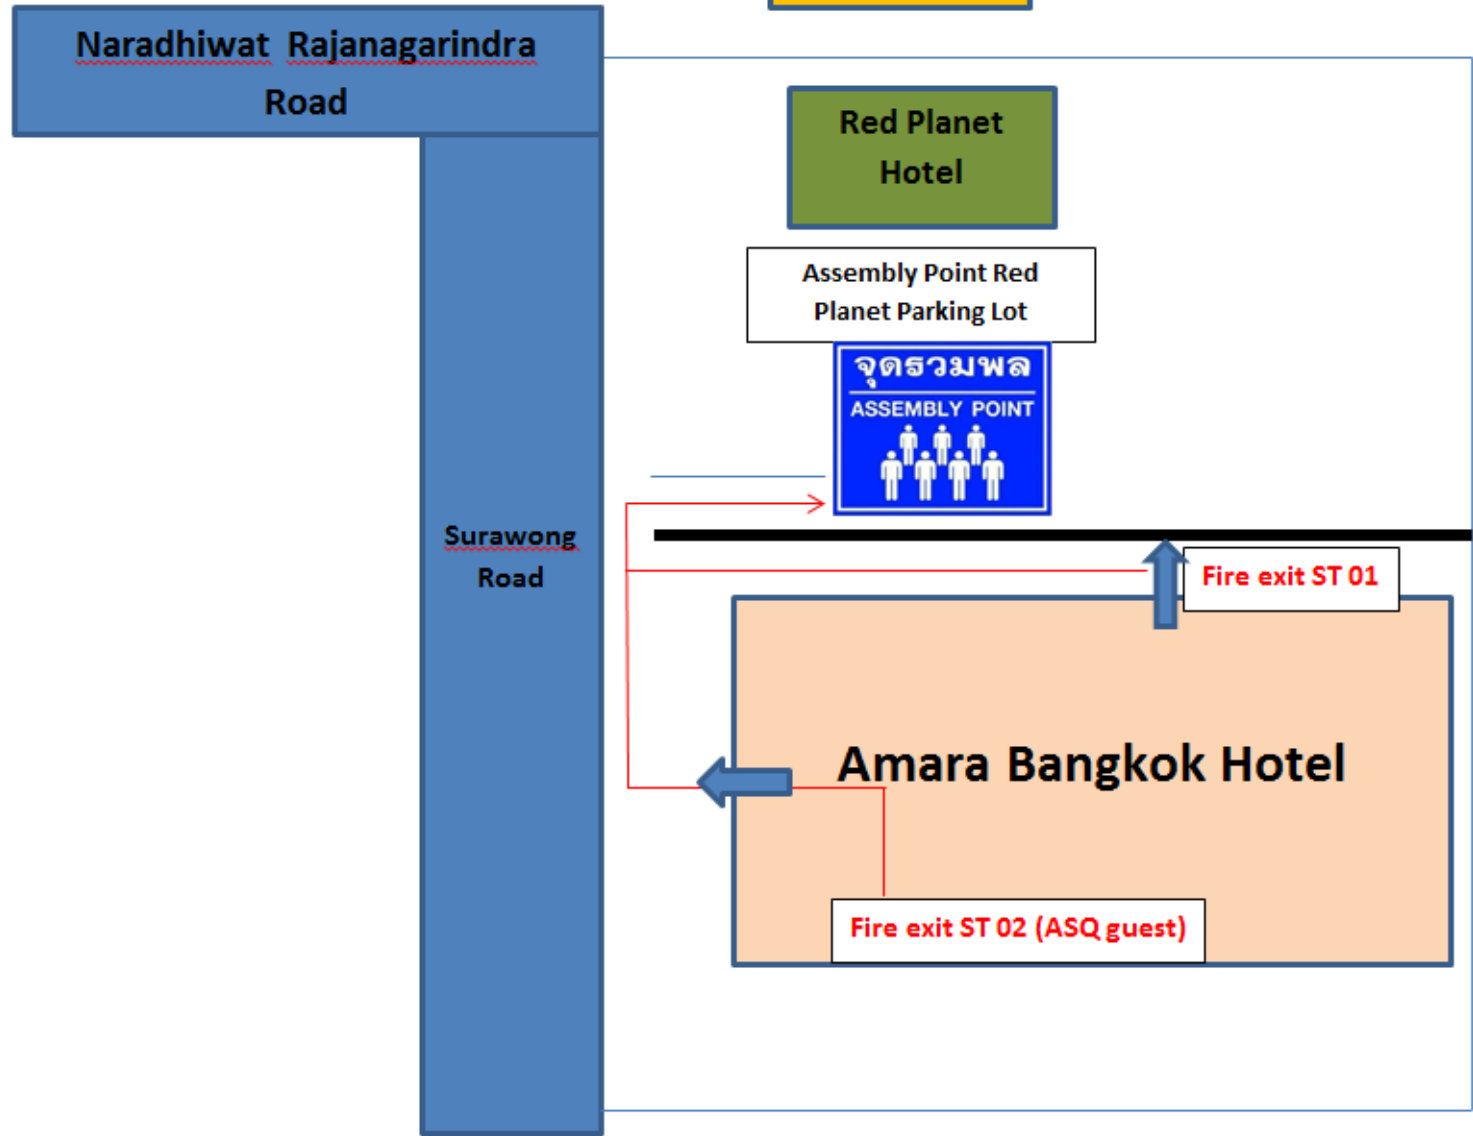 Naradhiwat Rajanagarindra
Road
Red Planet
Hotel
Assembly Point Red
Planet Parking Lot
จุดรวมพล
ASSEMBLY POINT
Surawong
Road
Fire exit ST 01
Amara Bangkok Hotel
Fire exit ST 02 (ASQ guest)